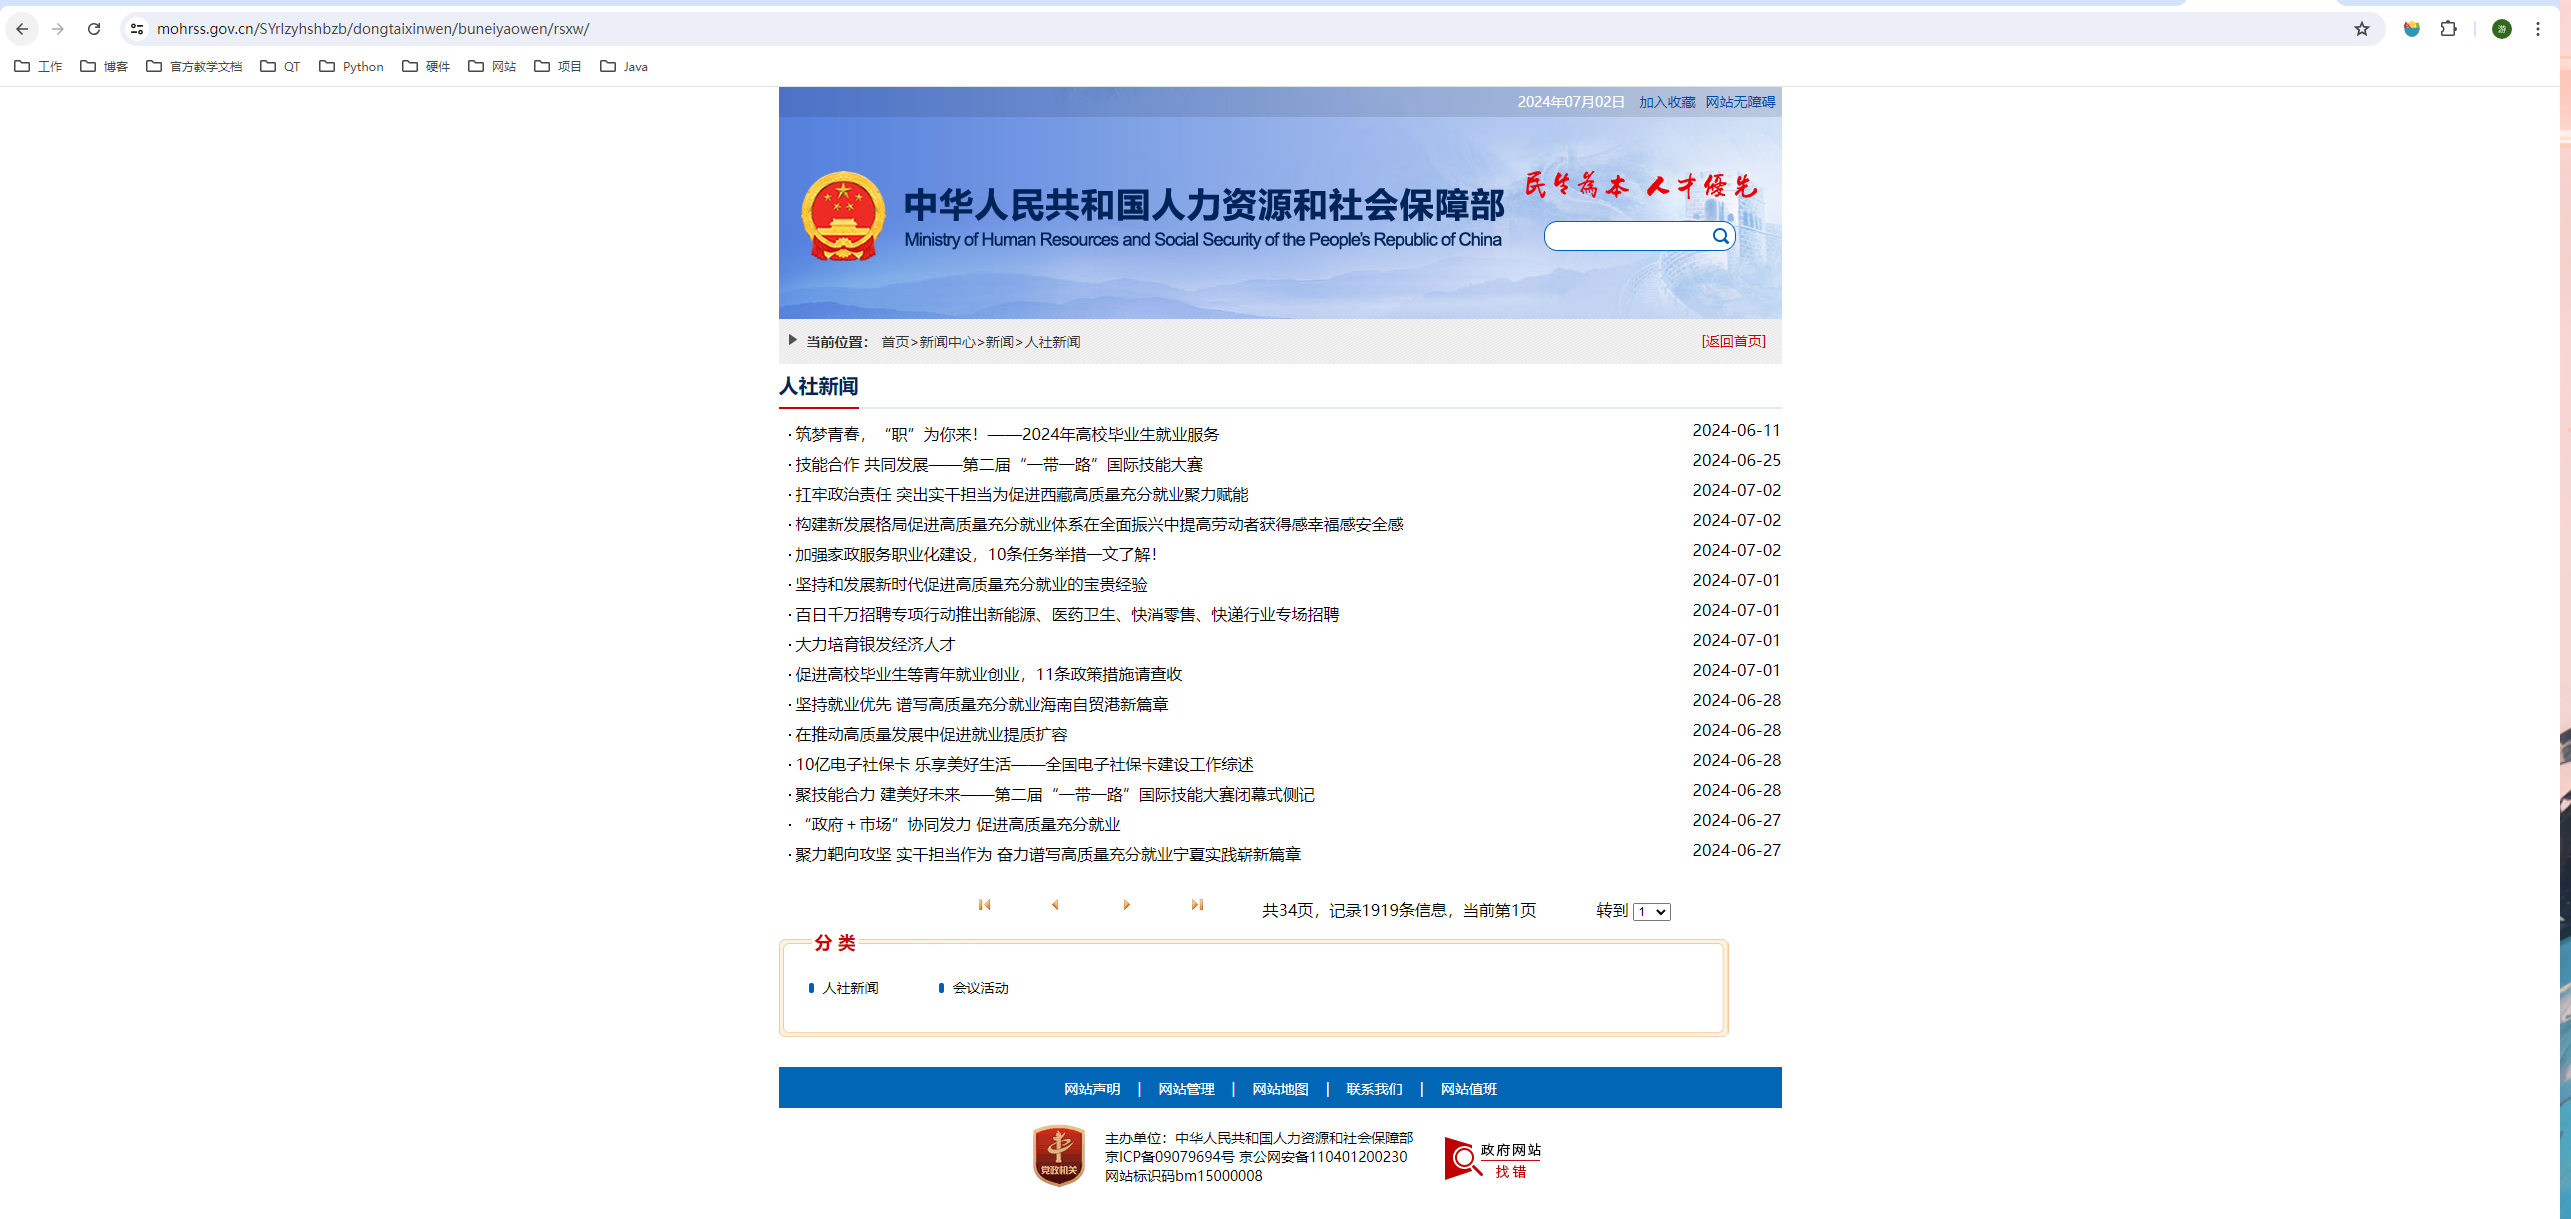 mohrss.gov.cn/SYrlzyhshbzb/dongtaixinwen/buneiyaowen/rsxw/
游
工作 博客 官方教学文档 QT Python 硬件 网站 项目 Java
2024年07月02日 加入收藏 网站无障碍
民生為本 人才優先
中华人民共和国人力资源和社会保障部
Ministry of Human Resources and Social Security of the People's Republic of China
当前位置： 首页>新闻中心>新闻>人社新闻 [返回首页]
人社新闻
· 筑梦青春，“职”为你来！——2024年高校毕业生就业服务 2024-06-11
· 技能合作 共同发展——第二届“一带一路”国际技能大赛 2024-06-25
· 扛牢政治责任 突出实干担当为促进西藏高质量充分就业聚力赋能 2024-07-02
· 构建新发展格局促进高质量充分就业体系在全面振兴中提高劳动者获得感幸福感安全感 2024-07-02
· 加强家政服务职业化建设，10条任务举措一文了解！ 2024-07-02
· 坚持和发展新时代促进高质量充分就业的宝贵经验 2024-07-01
· 百日千万招聘专项行动推出新能源、医药卫生、快消零售、快递行业专场招聘 2024-07-01
· 大力培育银发经济人才 2024-07-01
· 促进高校毕业生等青年就业创业，11条政策措施请查收 2024-07-01
· 坚持就业优先 谱写高质量充分就业海南自贸港新篇章 2024-06-28
· 在推动高质量发展中促进就业提质扩容 2024-06-28
· 10亿电子社保卡 乐享美好生活——全国电子社保卡建设工作综述 2024-06-28
· 聚技能合力 建美好未来——第二届“一带一路”国际技能大赛闭幕式侧记 2024-06-28
· “政府＋市场”协同发力 促进高质量充分就业 2024-06-27
· 聚力靶向攻坚 实干担当作为 奋力谱写高质量充分就业宁夏实践崭新篇章 2024-06-27
共34页，记录1919条信息，当前第1页 转到 1
分 类
人社新闻 会议活动
网站声明 | 网站管理 | 网站地图 | 联系我们 | 网站值班
党政机关
主办单位：中华人民共和国人力资源和社会保障部
京ICP备09079694号 京公网安备110401200230
网站标识码bm15000008
政府网站
找错